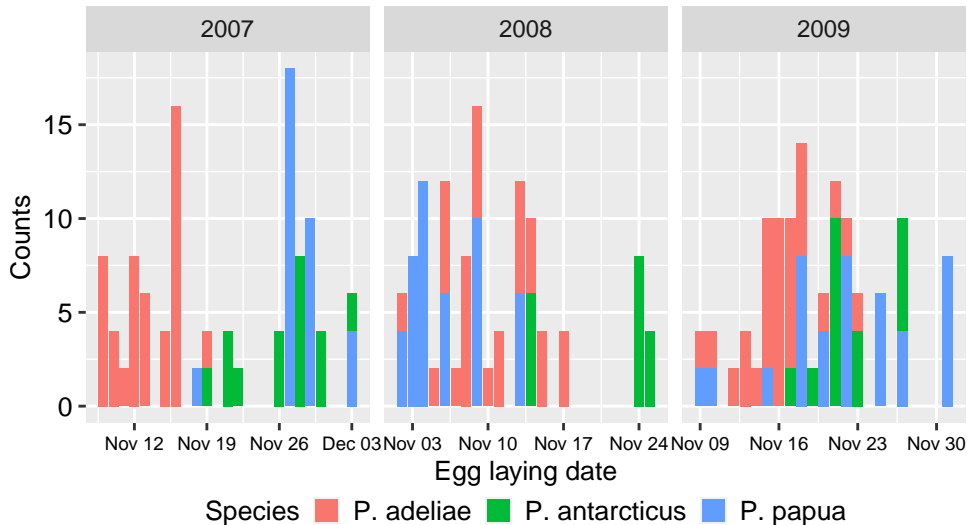 2007 2008 2009
Counts
15
10
5
0
Nov 12 Nov 19 Nov 26 Dec 03 Nov 03 Nov 10 Nov 17 Nov 24 Nov 09 Nov 16 Nov 23 Nov 30
Egg laying date
Species P. adeliae P. antarcticus P. papua